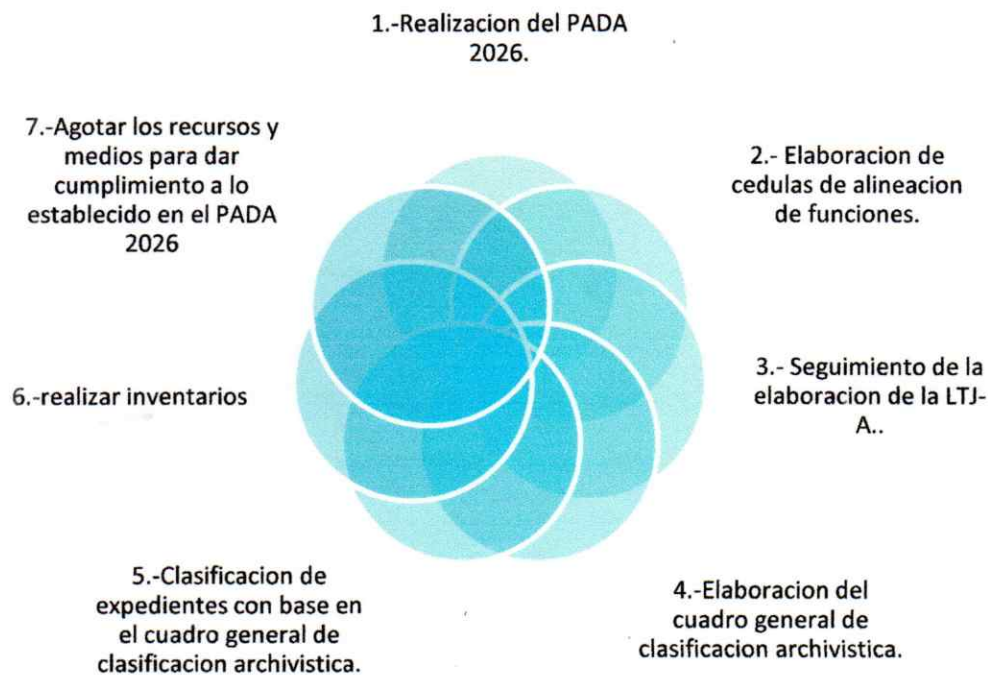 1.-Realizacion del PADA
2026.
2.- Elaboracion de
cedulas de alineacion
de funciones.
3.- Seguimiento de la
elaboracion de la LTJ-
A..
4.-Elaboracion del
cuadro general de
clasificacion archivistica.
5.-Clasificacion de
expedientes con base en
el cuadro general de
clasificacion archivistica.
6.-realizar inventarios
7.-Agotar los recursos y
medios para dar
cumplimiento a lo
establecido en el PADA
2026